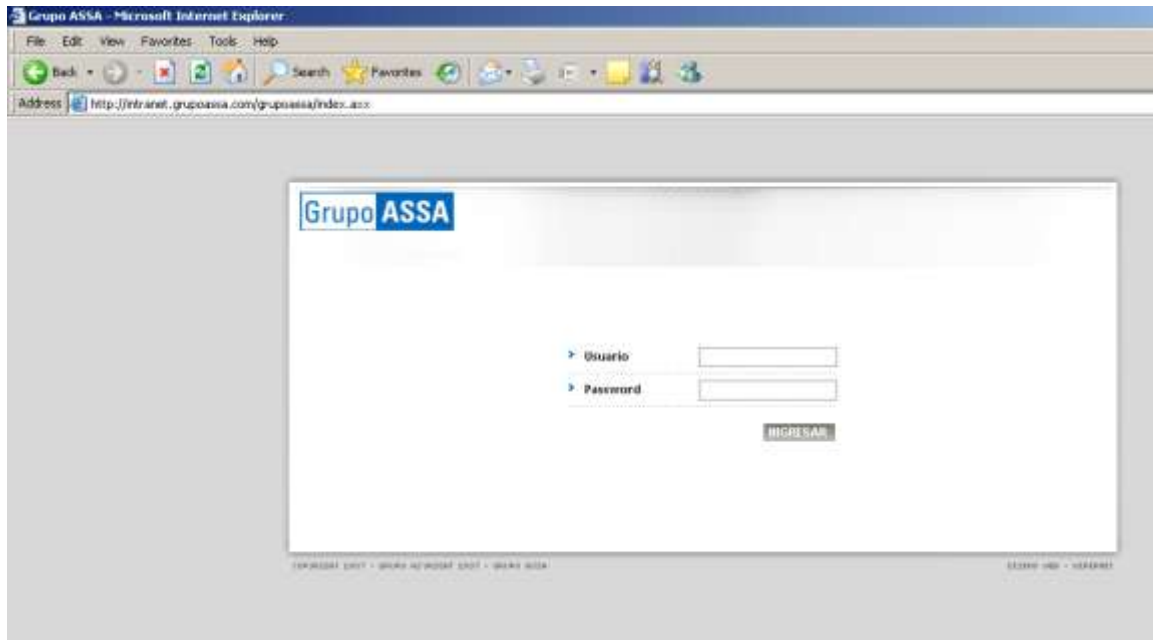 Grupo ASSA - Microsoft Internet Explorer
File Edit View Favorites Tools Help
Back Search Favorites
Address http://intranet.grupoassa.com/grupoassa/index.asx
Grupo ASSA
Usuario
Password
INGRESAR